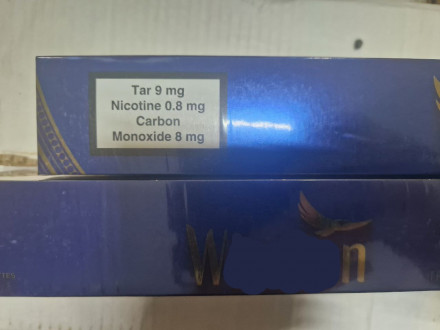 Tar 9 mg
Nicotine 0.8 mg
Carbon
Monoxide 8 mg